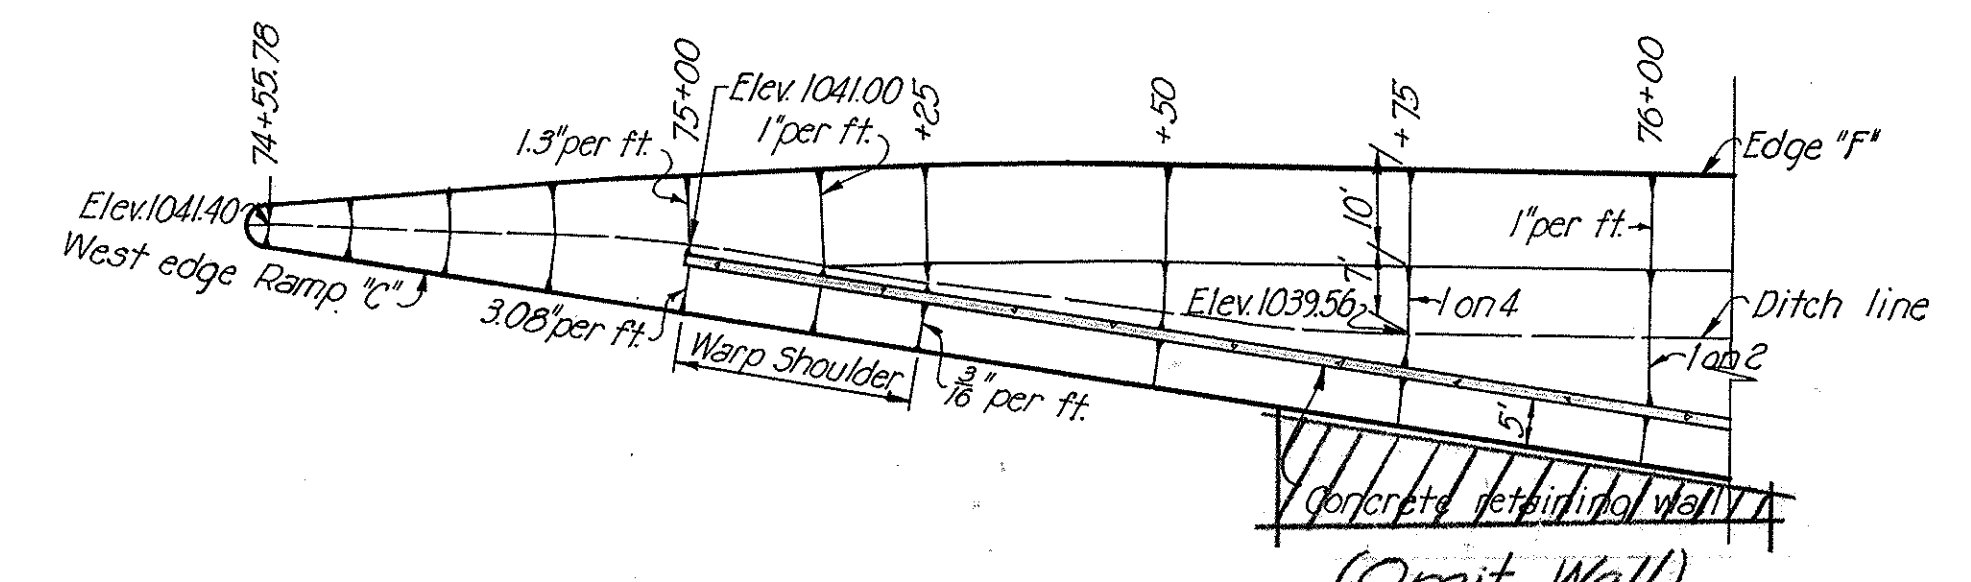 74+55.78
75+00
Elev. 1041.00
+25
+50
+75
76+00
1.3" per ft.
1" per ft.
Edge "F"
Elev. 1041.40
West edge Ramp "C"
10'
7'
1" per ft.
3.08" per ft.
Warp Shoulder
3/16" per ft.
Elev. 1039.56
1 on 4
Ditch line
1 on 2
5'
Concrete retaining wall
(Omit Wall)